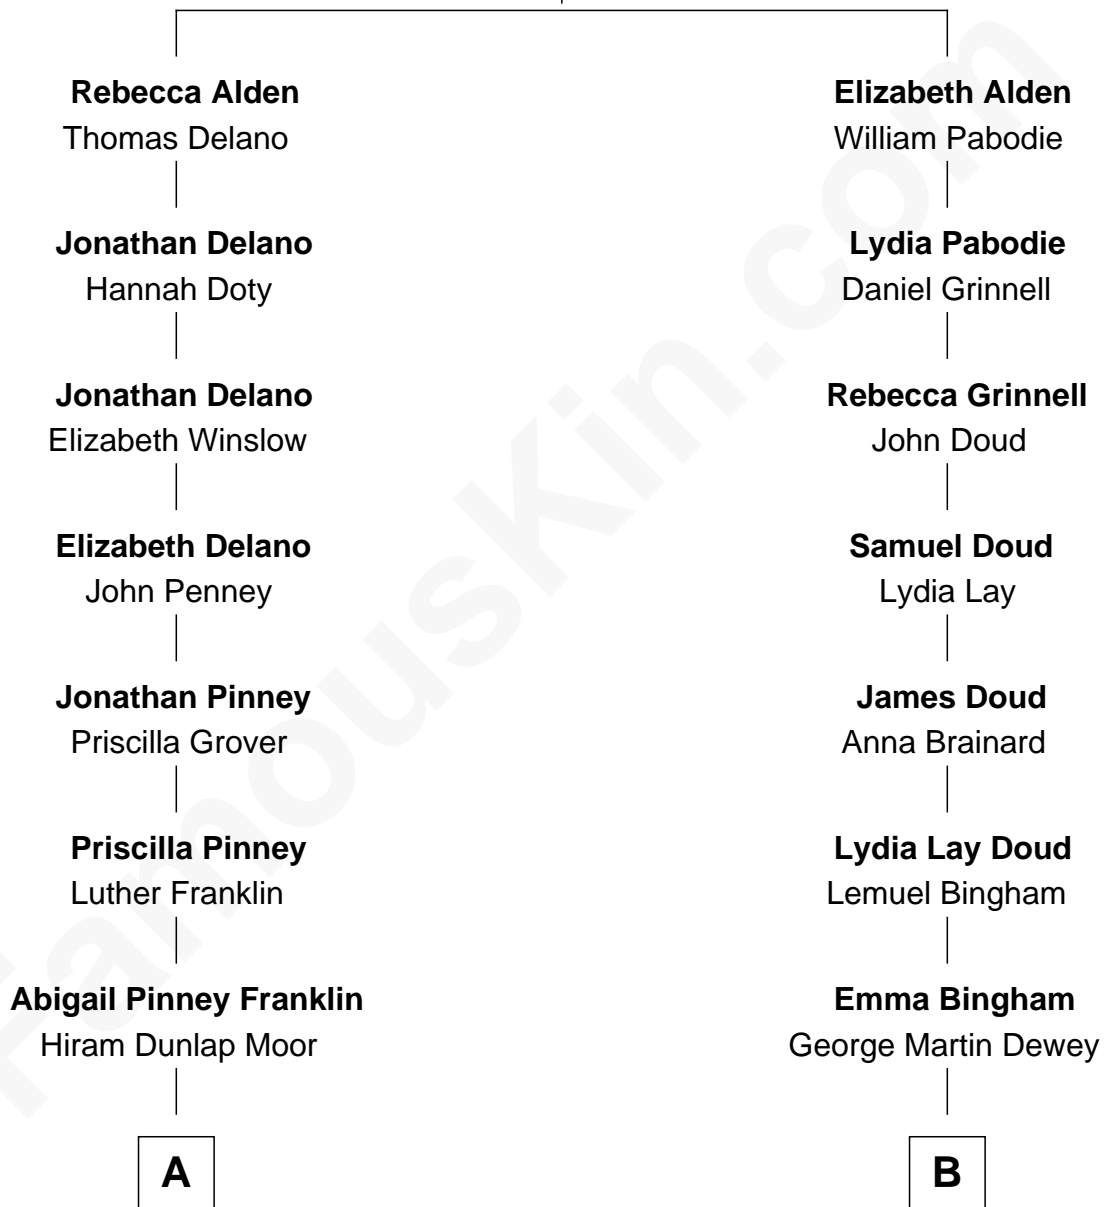 Rebecca Alden
Thomas Delano
Jonathan Delano
Hannah Doty
Jonathan Delano
Elizabeth Winslow
Elizabeth Delano
John Penney
Jonathan Pinney
Priscilla Grover
Priscilla Pinney
Luther Franklin
Abigail Pinney Franklin
Hiram Dunlap Moor
A
Elizabeth Alden
William Pabodie
Lydia Pabodie
Daniel Grinnell
Rebecca Grinnell
John Doud
Samuel Doud
Lydia Lay
James Doud
Anna Brainard
Lydia Lay Doud
Lemuel Bingham
Emma Bingham
George Martin Dewey
B
FamousKin.com